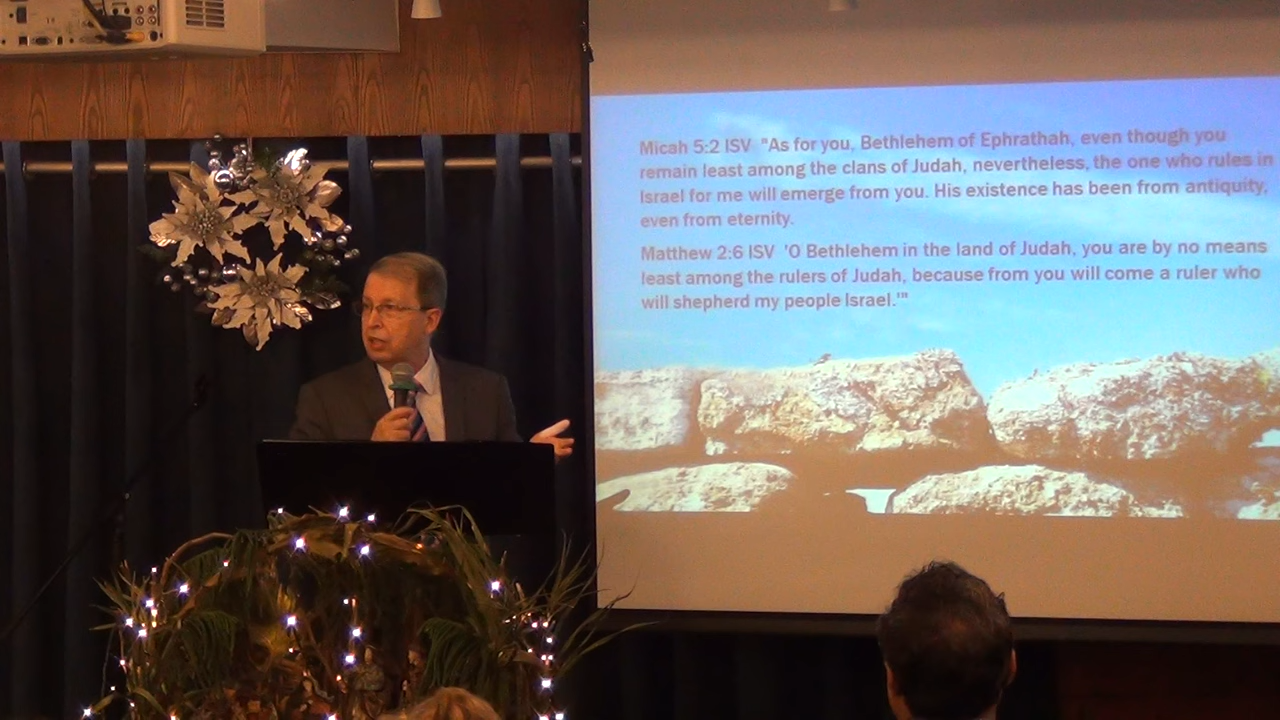 Micah 5:2 ISV "As for you, Bethlehem of Ephrathah, even though you
remain least among the clans of Judah, nevertheless, the one who rules in
Israel for me will emerge from you. His existence has been from antiquity,
even from eternity.
Matthew 2:6 ISV 'O Bethlehem in the land of Judah, you are by no means
least among the rulers of Judah, because from you will come a ruler who
will shepherd my people Israel.'"